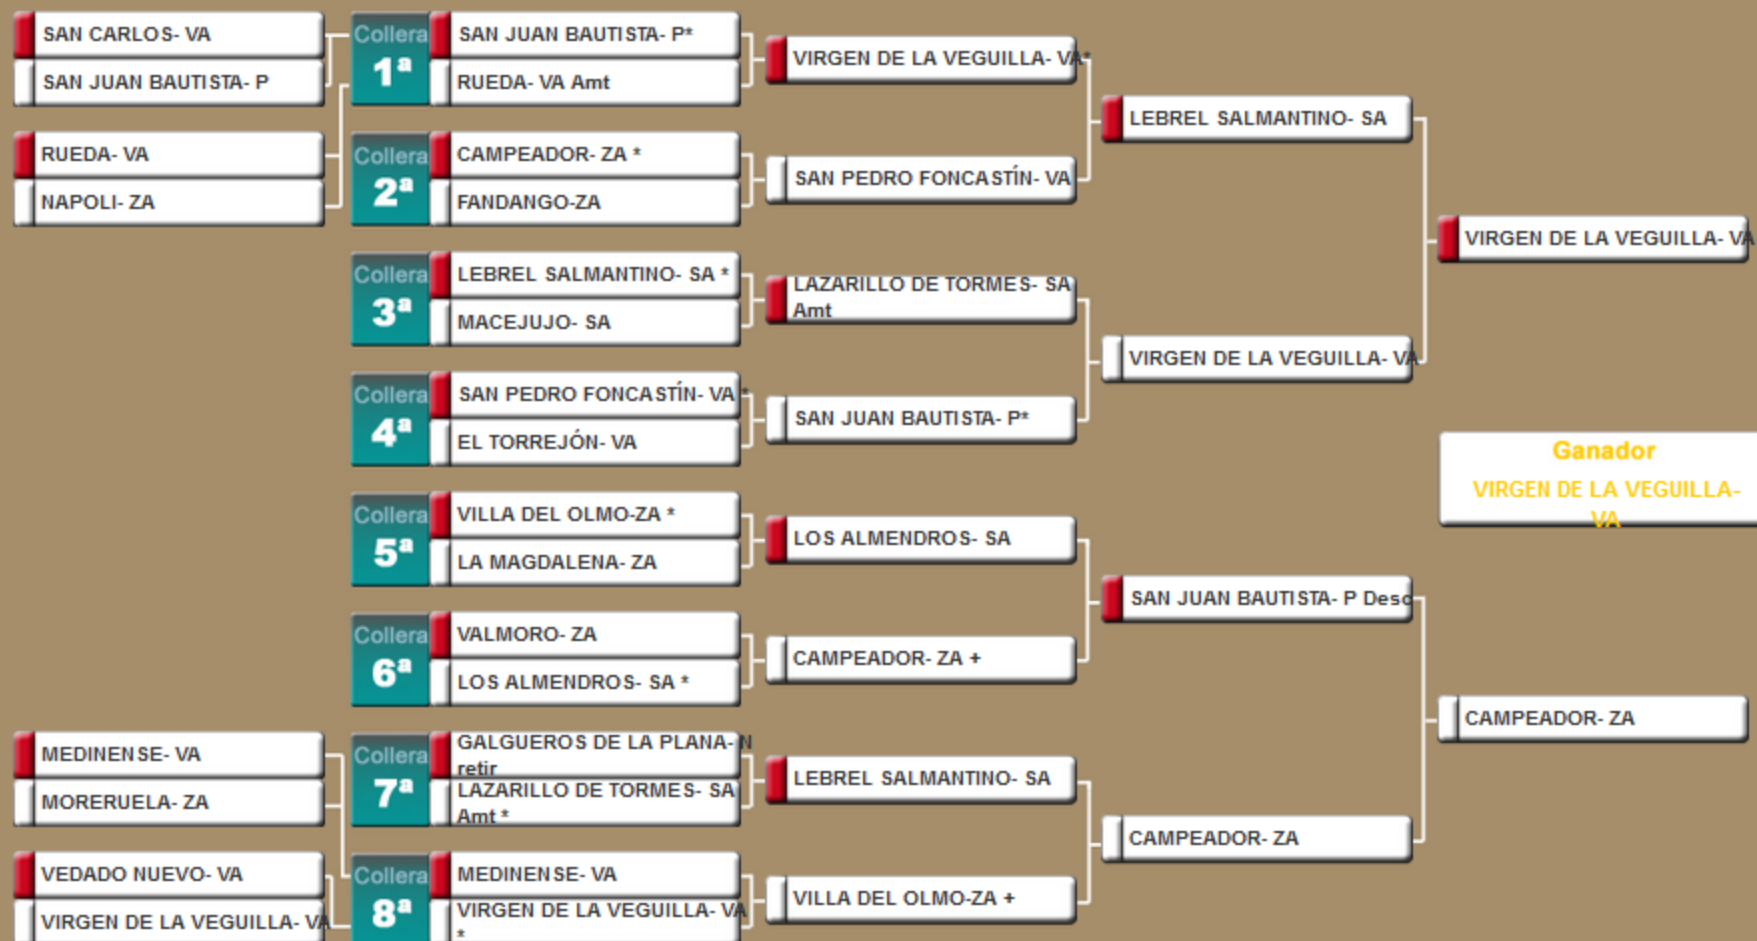 SAN CARLOS- VA
SAN JUAN BAUTISTA- P
RUEDA- VA
NAPOLI- ZA
MEDINENSE- VA
MORERUELA- ZA
VEDADO NUEVO- VA
VIRGEN DE LA VEGUILLA- VA
Collera
1ª
SAN JUAN BAUTISTA- P*
RUEDA- VA Amt
Collera
2ª
CAMPEADOR- ZA *
FANDANGO-ZA
Collera
3ª
LEBREL SALMANTINO- SA *
MACEJUJO- SA
Collera
4ª
SAN PEDRO FONCASTÍN- VA *
EL TORREJÓN- VA
Collera
5ª
VILLA DEL OLMO-ZA *
LA MAGDALENA- ZA
Collera
6ª
VALMORO- ZA
LOS ALMENDROS- SA *
Collera
7ª
GALGUEROS DE LA PLANA- N
retir
LAZARILLO DE TORMES- SA
Amt *
Collera
8ª
MEDINENSE- VA
VIRGEN DE LA VEGUILLA- VA
*
VIRGEN DE LA VEGUILLA- VA*
SAN PEDRO FONCASTÍN- VA
LAZARILLO DE TORMES- SA
Amt
SAN JUAN BAUTISTA- P*
LOS ALMENDROS- SA
CAMPEADOR- ZA +
LEBREL SALMANTINO- SA
VILLA DEL OLMO-ZA +
LEBREL SALMANTINO- SA
VIRGEN DE LA VEGUILLA- VA
SAN JUAN BAUTISTA- P Desc
CAMPEADOR- ZA
VIRGEN DE LA VEGUILLA- VA
CAMPEADOR- ZA
Ganador
VIRGEN DE LA VEGUILLA-
VA